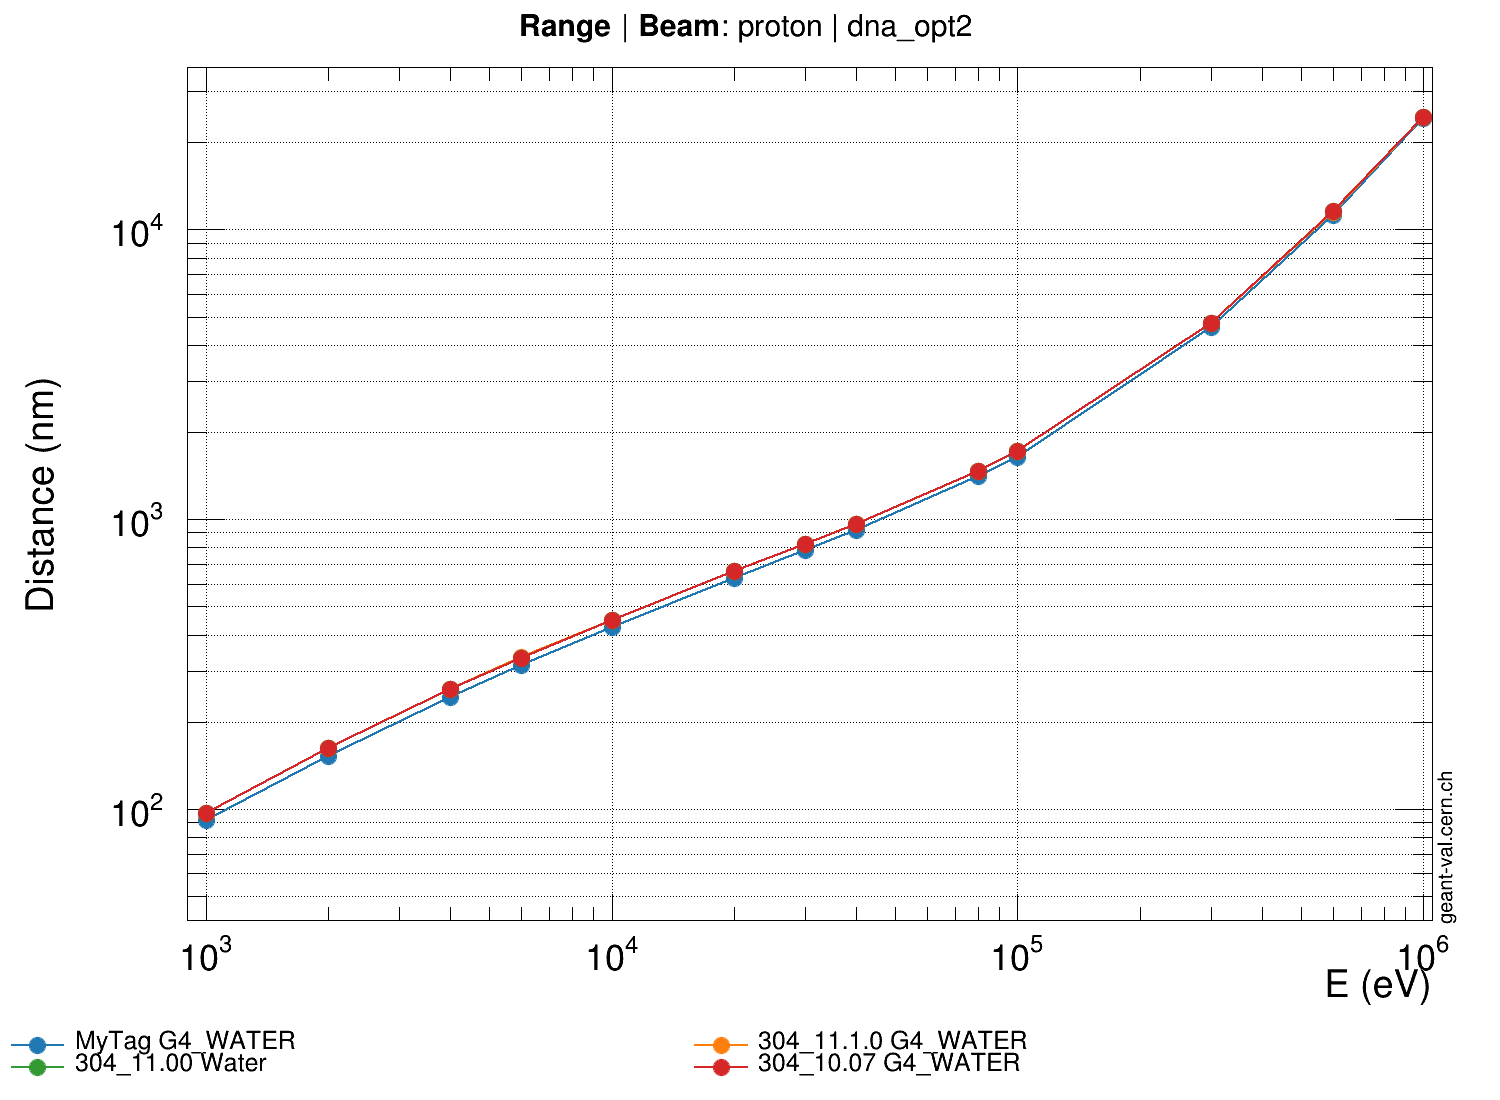 Range | Beam: proton | dna_opt2
Distance (nm)
10^4
10^3
10^2
10^3
10^4
10^5
10^6
E (eV)
geant-val.cern.ch
MyTag G4_WATER
304_11.1.0 G4_WATER
304_11.00 Water
304_10.07 G4_WATER